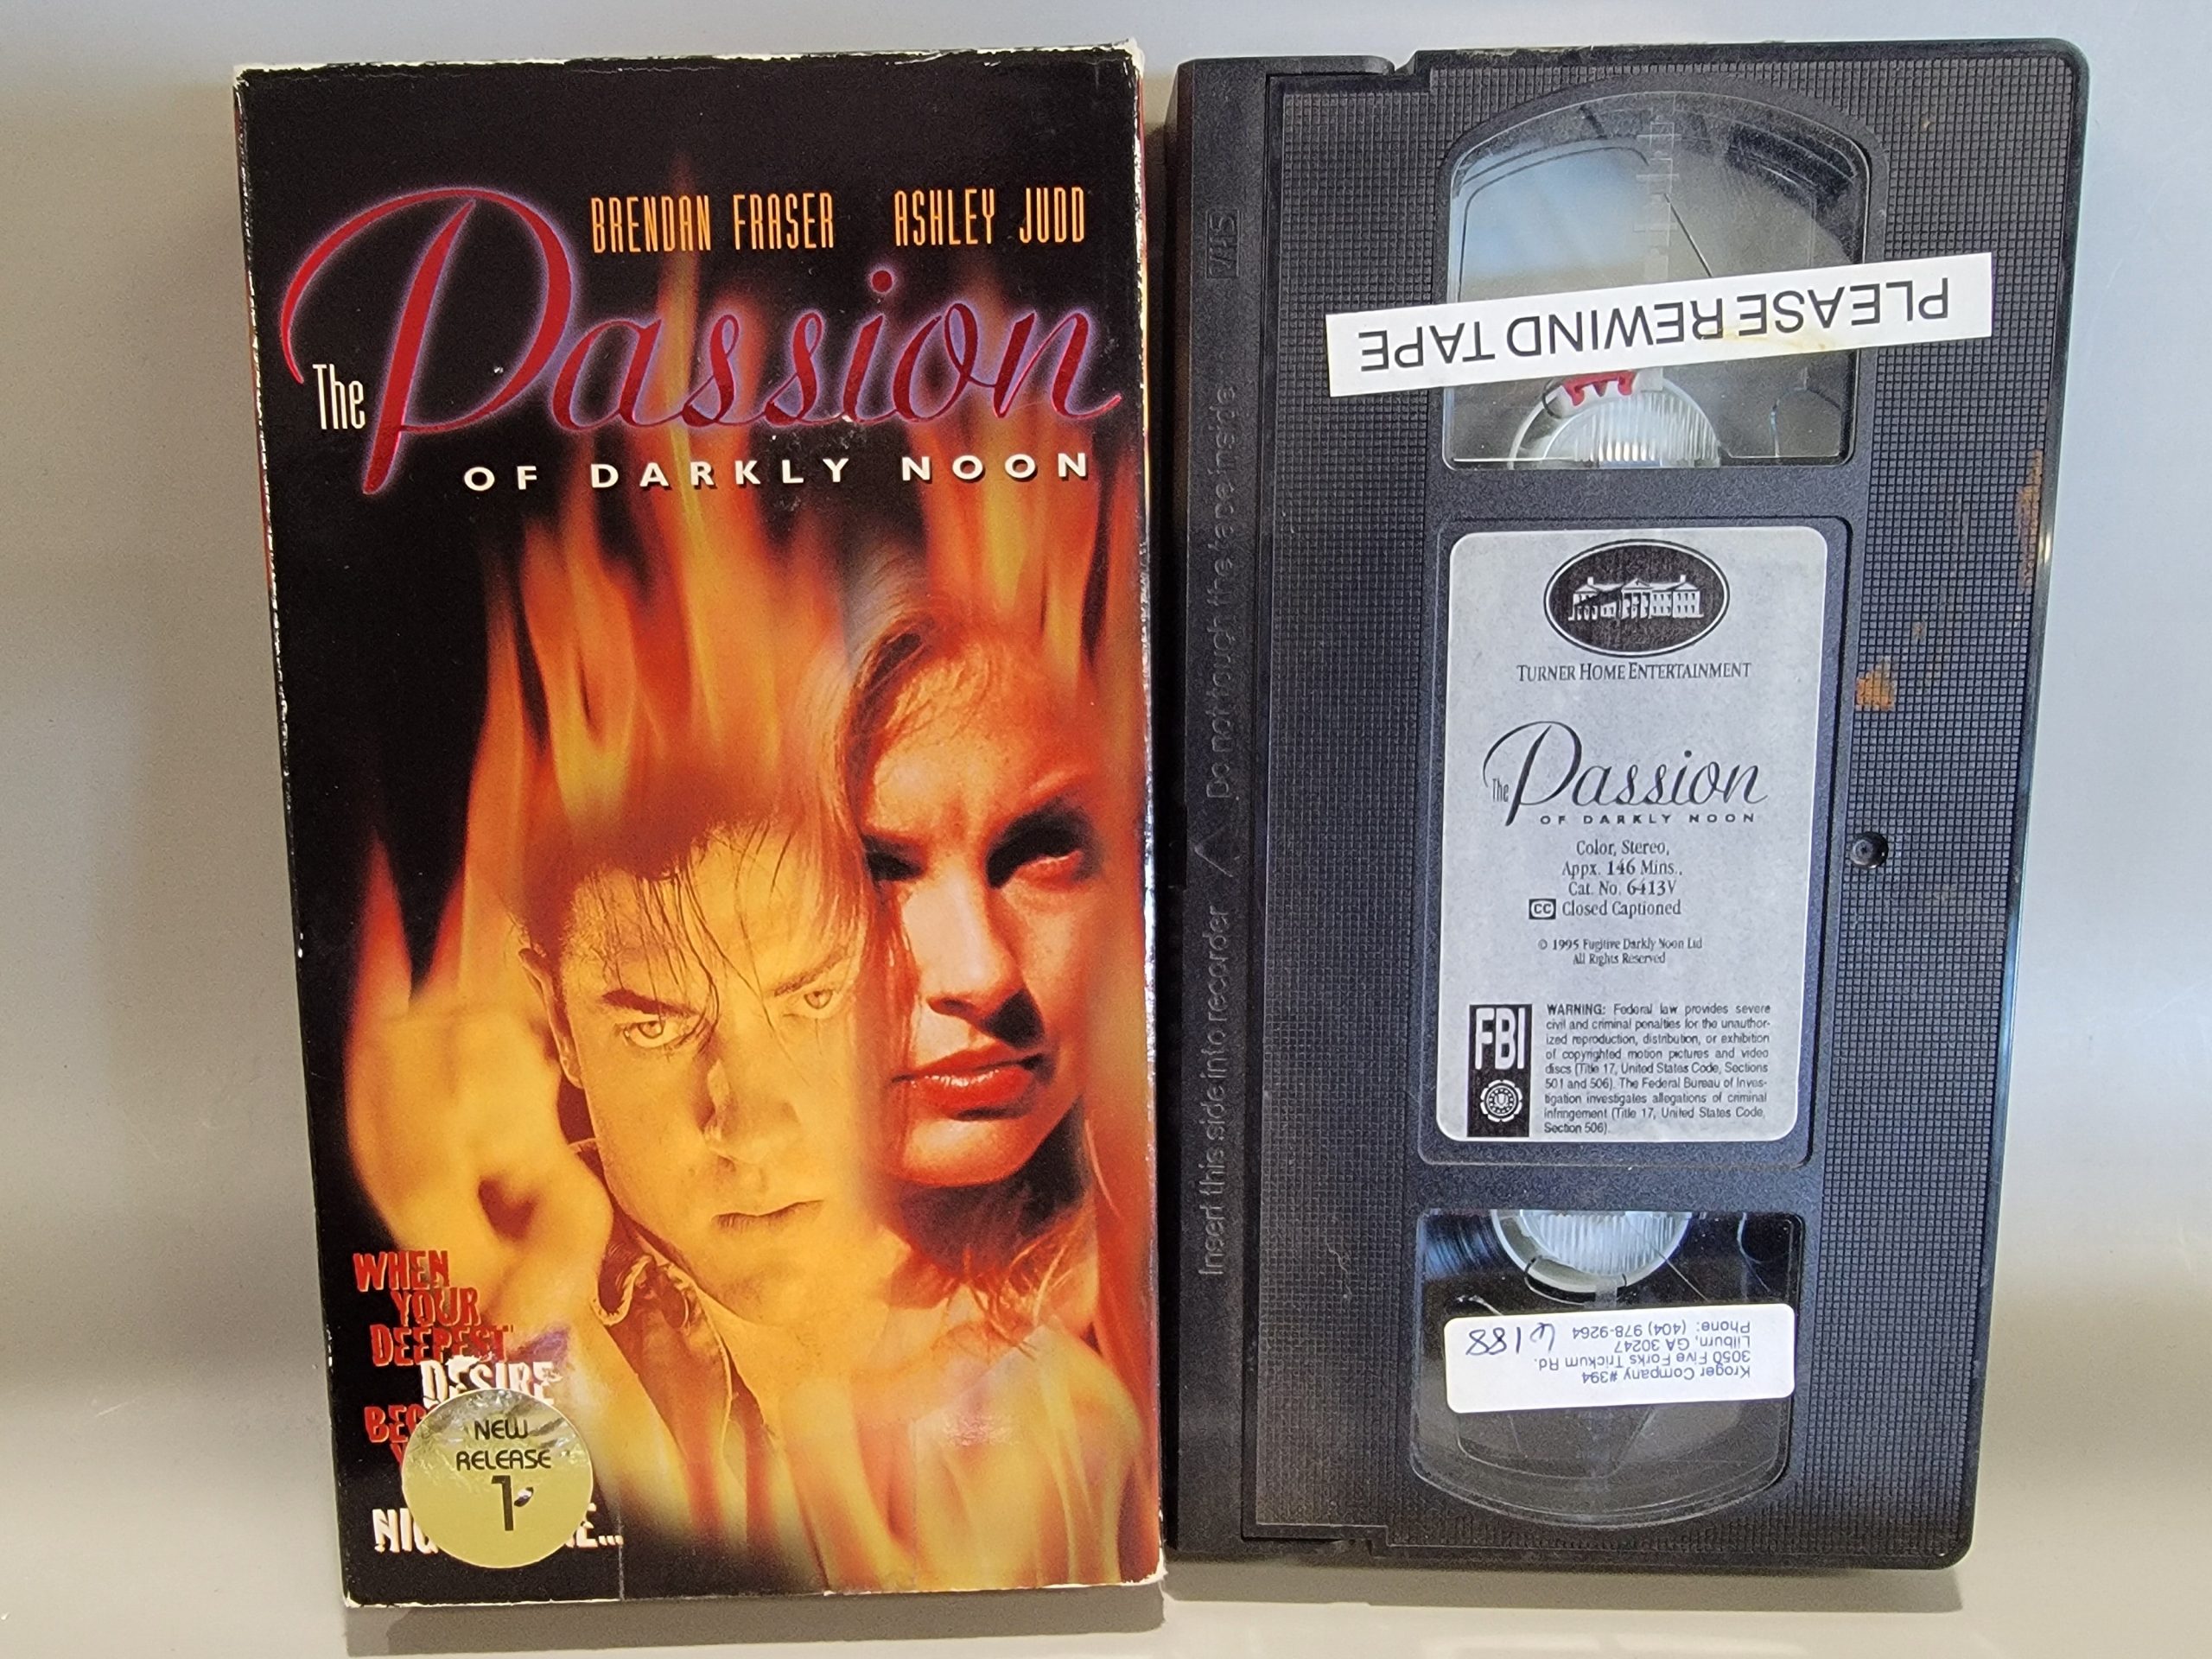 BRENDAN FRASER ASHLEY JUDD
The Passion
OF DARKLY NOON
WHEN
YOUR
DEEPEST
DESIRE
NEW
RELEASE
1
VHS
Do not touch the tape inside
Insert this side into recorder
PLEASE REWIND TAPE
TURNER HOME ENTERTAINMENT
The Passion
OF DARKLY NOON
Color, Stereo,
Appx. 146 Mins.,
Cat. No. 6413V
CC Closed Captioned
© 1995 Fugitive Darkly Noon Ltd
All Rights Reserved
FBI
WARNING: Federal law provides severe
civil and criminal penalties for the unauthor-
ized reproduction, distribution, or exhibition
of copyrighted motion pictures and video
discs (Title 17, United States Code, Sections
501 and 506). The Federal Bureau of Inves-
tigation investigates allegations of criminal
infringement (Title 17, United States Code,
Section 506).
Kroger Company #394
3050 Five Forks Trickum Rd.
Lilburn, GA 30247
Phone: (404) 978-9264
6188